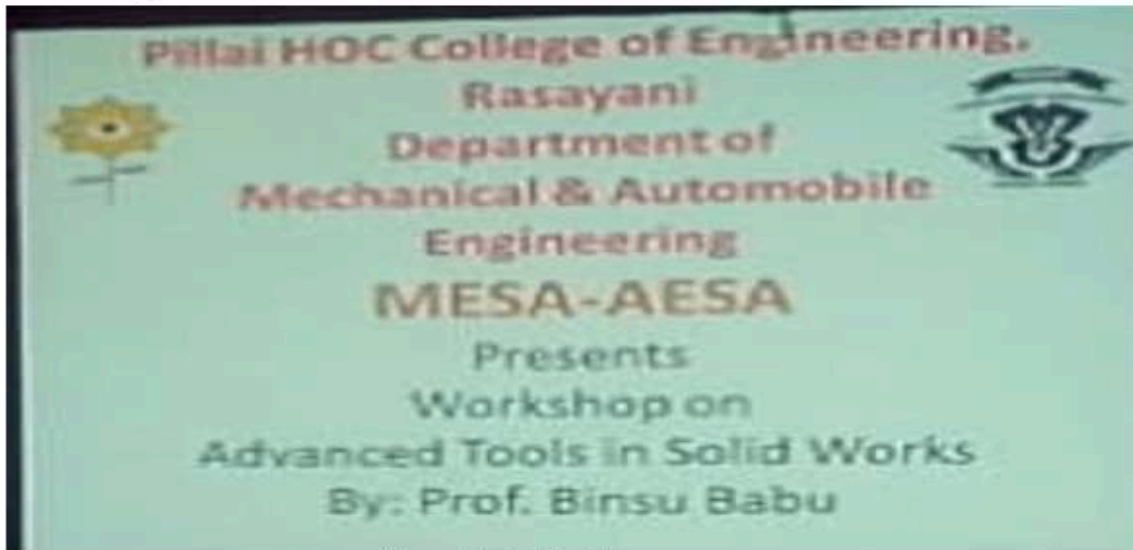 Pillai HOC College of Engineering,
Rasayani
Department of
Mechanical & Automobile
Engineering
MESA-AESA
Presents
Workshop on
Advanced Tools in Solid Works
By: Prof. Binsu Babu